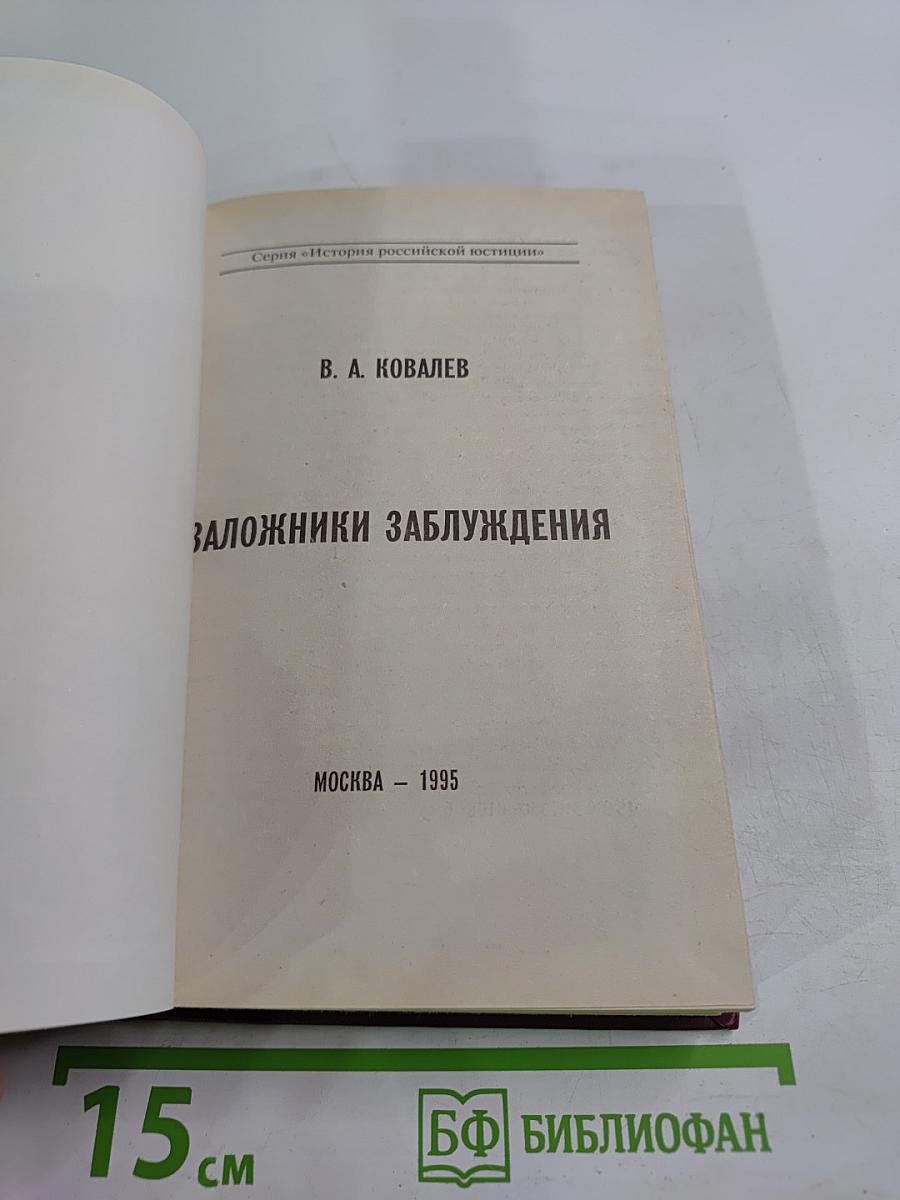 Серия «История российской юстиции»
В. А. КОВАЛЕВ
ЗАЛОЖНИКИ ЗАБЛУЖДЕНИЯ
МОСКВА – 1995
15 см
БФ БИБЛИОФАН